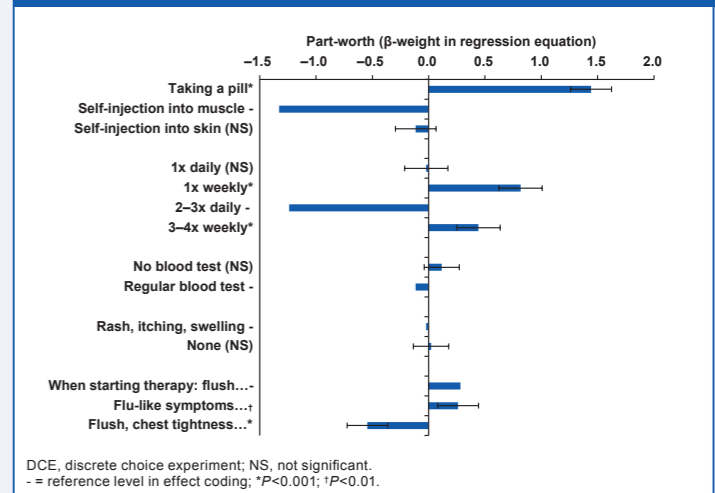 Part-worth (β-weight in regression equation)
–1.5 –1.0 –0.5 0.0 0.5 1.0 1.5 2.0
Taking a pill*
Self-injection into muscle -
Self-injection into skin (NS)
1x daily (NS)
1x weekly*
2–3x daily -
3–4x weekly*
No blood test (NS)
Regular blood test -
Rash, itching, swelling -
None (NS)
When starting therapy: flush…-
Flu-like symptoms…†
Flush, chest tightness…*
DCE, discrete choice experiment; NS, not significant.
- = reference level in effect coding; *P<0.001; †P<0.01.